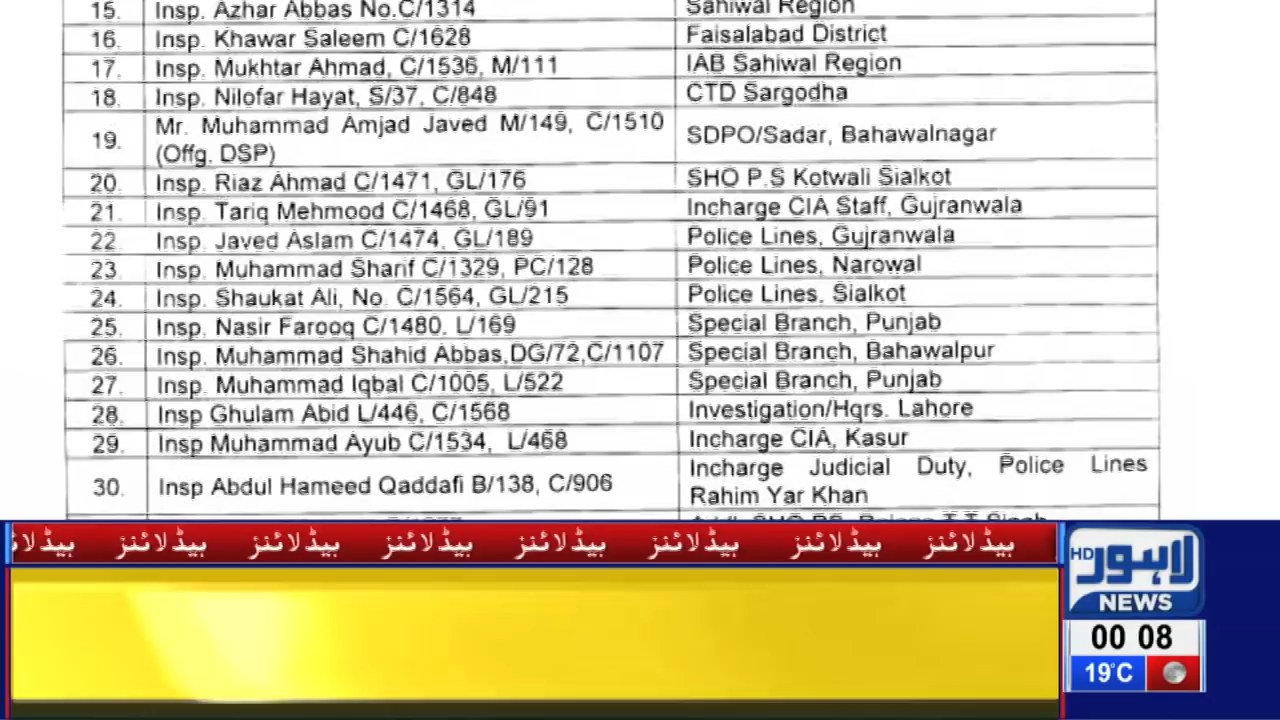 15. Insp. Azhar Abbas No.C/1314 Sahiwal Region
16. Insp. Khawar Saleem C/1628 Faisalabad District
17. Insp. Mukhtar Ahmad, C/1536, M/111 IAB Sahiwal Region
18. Insp. Nilofar Hayat, S/37, C/848 CTD Sargodha
19. Mr. Muhammad Amjad Javed M/149, C/1510
(Offg. DSP) SDPO/Sadar, Bahawalnagar
20. Insp. Riaz Ahmad C/1471, GL/176 SHO P.S Kotwali Sialkot
21. Insp. Tariq Mehmood C/1468, GL/91 Incharge CIA Staff, Gujranwala
22. Insp. Javed Aslam C/1474, GL/189 Police Lines, Gujranwala
23. Insp. Muhammad Sharif C/1329, PC/128 Police Lines, Narowal
24. Insp. Shaukat Ali, No. C/1564, GL/215 Police Lines, Sialkot
25. Insp. Nasir Farooq C/1480, L/169 Special Branch, Punjab
26. Insp. Muhammad Shahid Abbas,DG/72,C/1107 Special Branch, Bahawalpur
27. Insp. Muhammad Iqbal C/1005, L/522 Special Branch, Punjab
28. Insp Ghulam Abid L/446, C/1568 Investigation/Hqrs. Lahore
29. Insp Muhammad Ayub C/1534, L/468 Incharge CIA, Kasur
30. Insp Abdul Hameed Qaddafi B/138, C/906 Incharge Judicial Duty, Police Lines
Rahim Yar Khan
ہیڈلائنز ہیڈلائنز ہیڈلائنز ہیڈلائنز ہیڈلائنز ہیڈلائنز ہیڈلائنز
لاہور HD
NEWS
00 08
19°C